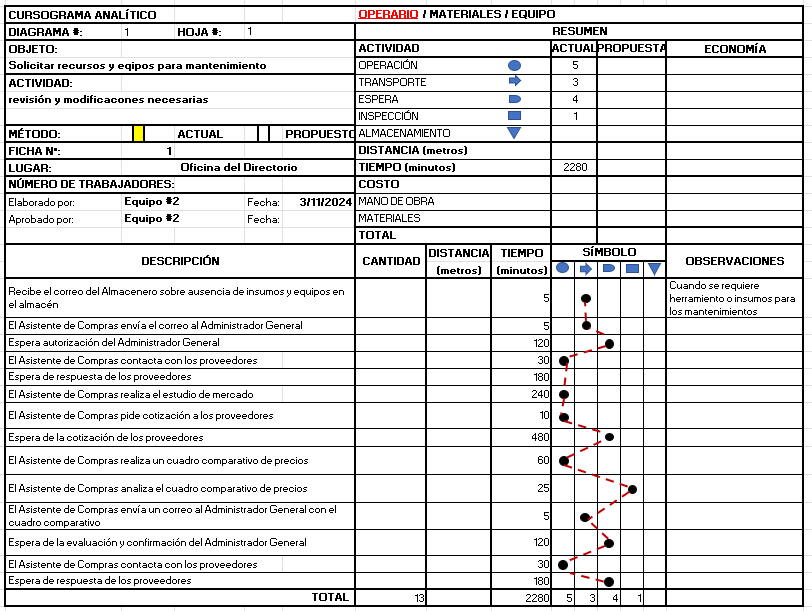 CURSOGRAMA ANALÍTICO
OPERARIO / MATERIALES / EQUIPO
DIAGRAMA #: 1 HOJA #: 1
RESUMEN
OBJETO:
Solicitar recursos y eqipos para mantenimiento
ACTIVIDAD ACTUAL PROPUESTA ECONOMÍA
OPERACIÓN 5
ACTIVIDAD:
TRANSPORTE 3
revisión y modificacones necesarias
ESPERA 4
INSPECCIÓN 1
MÉTODO: ACTUAL PROPUESTO
ALMACENAMIENTO
FICHA N°: 1
DISTANCIA (metros)
LUGAR: Oficina del Directorio
TIEMPO (minutos) 2280
NÚMERO DE TRABAJADORES:
COSTO
Elaborado por: Equipo #2 Fecha: 3/11/2024
MANO DE OBRA
Aprobado por: Equipo #2 Fecha:
MATERIALES
TOTAL
DESCRIPCIÓN CANTIDAD DISTANCIA (metros) TIEMPO (minutos) SÍMBOLO OBSERVACIONES
Recibe el correo del Almacenero sobre ausencia de insumos y equipos en
el almacén 5
Cuando se requiere
herramiento o insumos para
los mantenimientos
El Asistente de Compras envía el correo al Administrador General 5
Espera autorización del Administrador General 120
El Asistente de Compras contacta con los proveedores 30
Espera de respuesta de los proveedores 180
El Asistente de Compras realiza el estudio de mercado 240
El Asistente de Compras pide cotización a los proveedores 10
Espera de la cotización de los proveedores 480
El Asistente de Compras realiza un cuadro comparativo de precios 60
El Asistente de Compras analiza el cuadro comparativo de precios 25
El Asistente de Compras envía un correo al Administrador General con el
cuadro comparativo 5
Espera de la evaluación y confirmación del Administrador General 120
El Asistente de Compras contacta con los proveedores 30
Espera de respuesta de los proveedores 180
TOTAL 13 2280 5 3 4 1